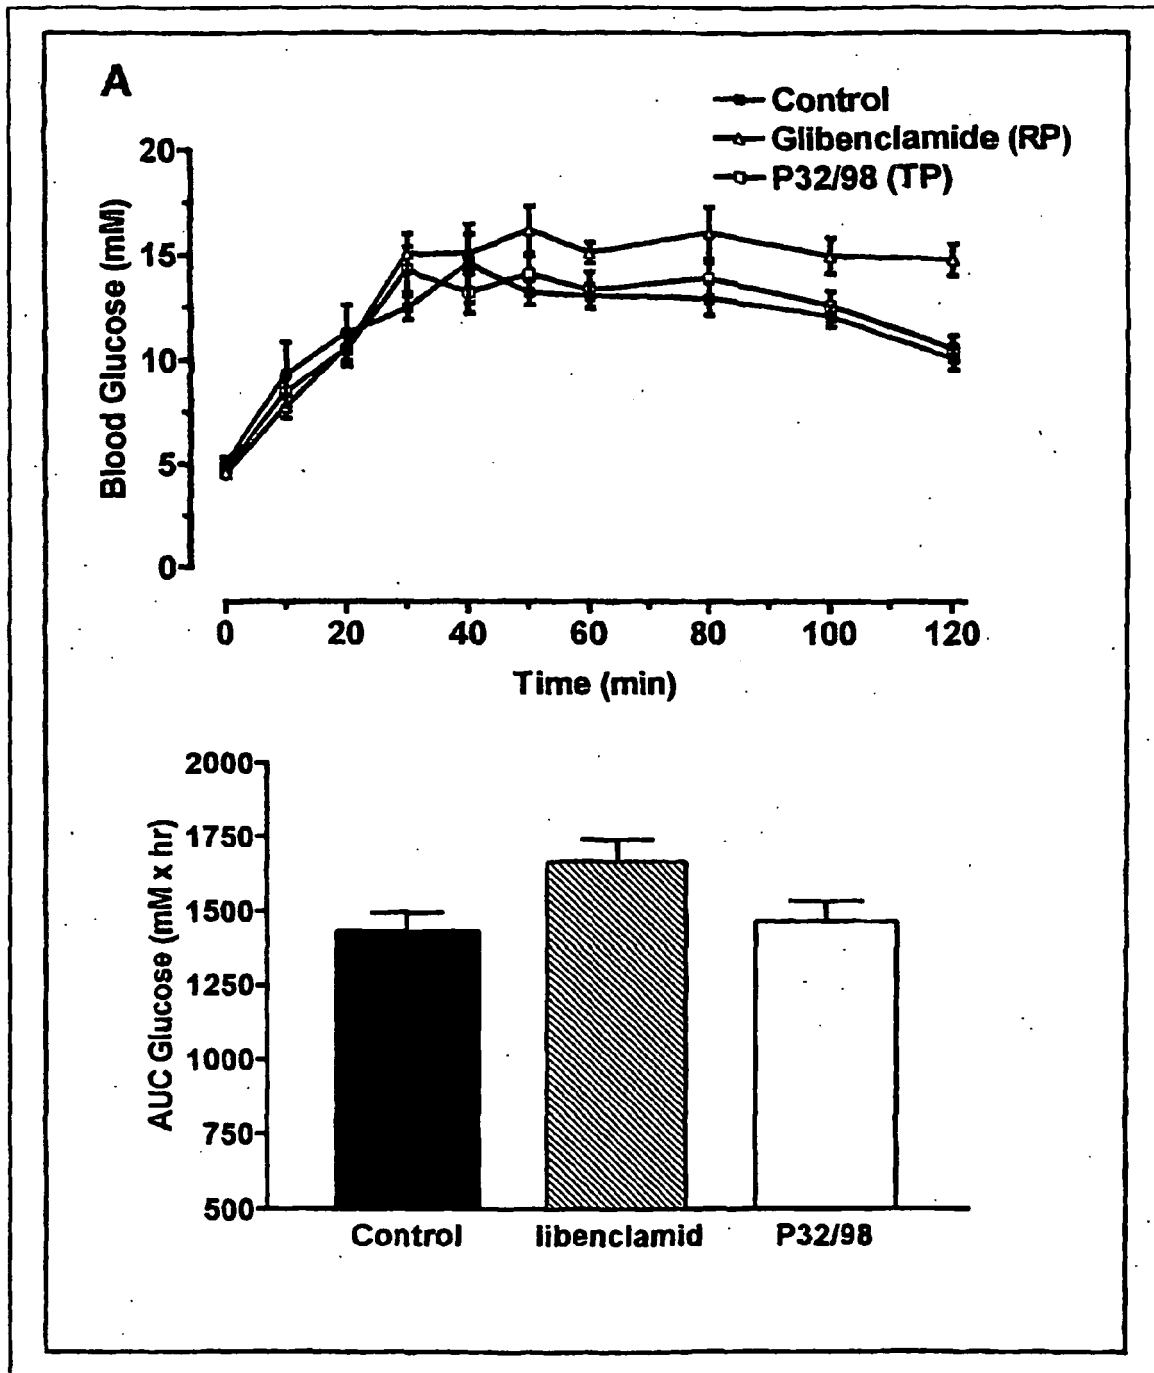 A
Control
Glibenclamide (RP)
P32/98 (TP)
Blood Glucose (mM)
20
15
10
5
0
0 20 40 60 80 100 120
Time (min)
AUC Glucose (mM x hr)
2000
1750
1500
1250
1000
750
500
Control libenclamid P32/98